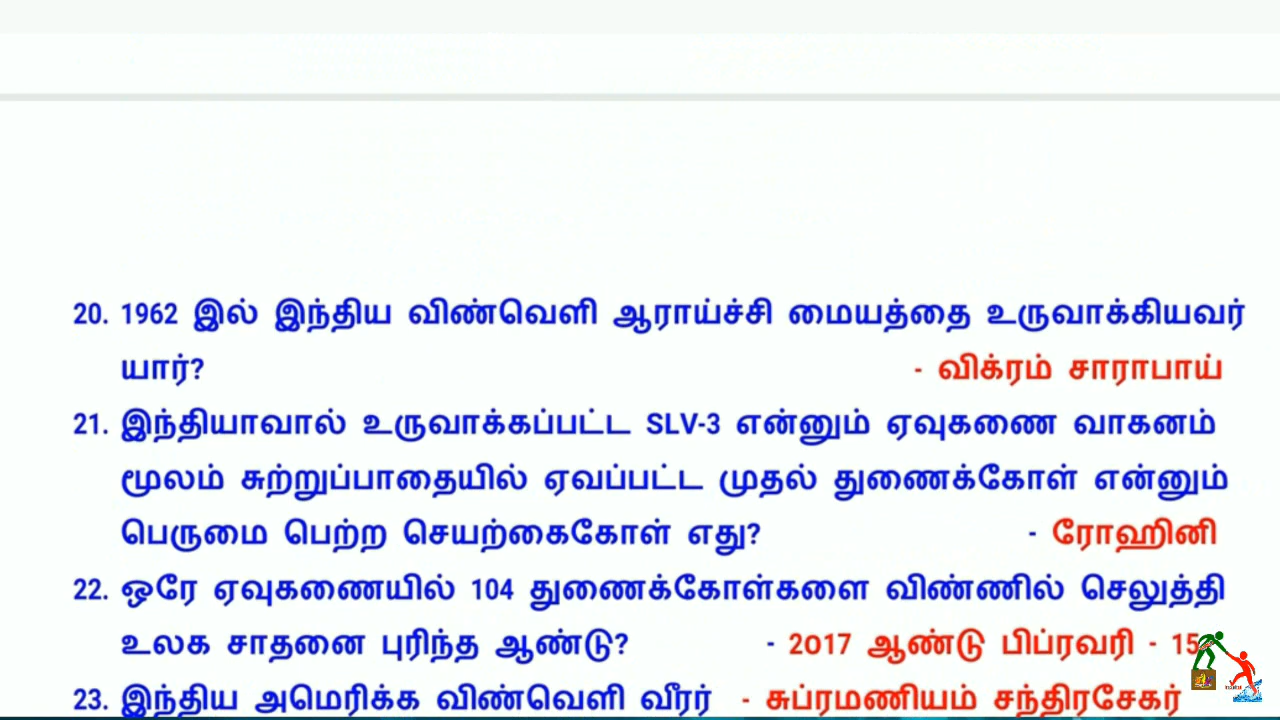 20. 1962 இல் இந்திய விண்வெளி ஆராய்ச்சி மையத்தை உருவாக்கியவர்
யார்? - விக்ரம் சாராபாய்
21. இந்தியாவால் உருவாக்கப்பட்ட SLV-3 என்னும் ஏவுகணை வாகனம்
மூலம் சுற்றுப்பாதையில் ஏவப்பட்ட முதல் துணைக்கோள் என்னும்
பெருமை பெற்ற செயற்கைகோள் எது? - ரோஹினி
22. ஒரே ஏவுகணையில் 104 துணைக்கோள்களை விண்ணில் செலுத்தி
உலக சாதனை புரிந்த ஆண்டு? - 2017 ஆண்டு பிப்ரவரி - 15
23. இந்திய அமெரிக்க விண்வெளி வீரர் - சுப்ரமணியம் சந்திரசேகர்